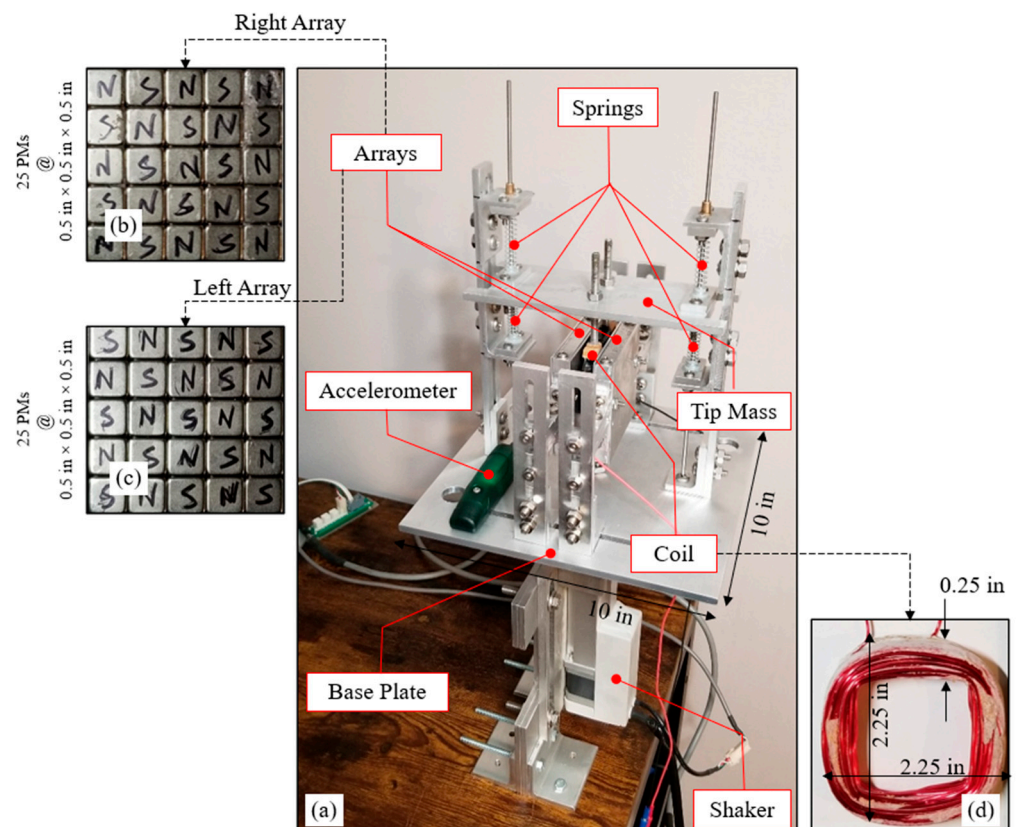 Right Array
25 PMs
@
0.5 in × 0.5 in × 0.5 in
N S N S N
S N S N S
N S N S N
S N S N S
N S N S N
(b)
Left Array
25 PMs
@
0.5 in × 0.5 in × 0.5 in
S N S N S
N S N S N
S N S N S
N S N S N
S N S N S
(c)
Springs
Arrays
Accelerometer
Tip Mass
10 in
Coil
10 in
Base Plate
Shaker
(a)
0.25 in
2.25 in
2.25 in
(d)